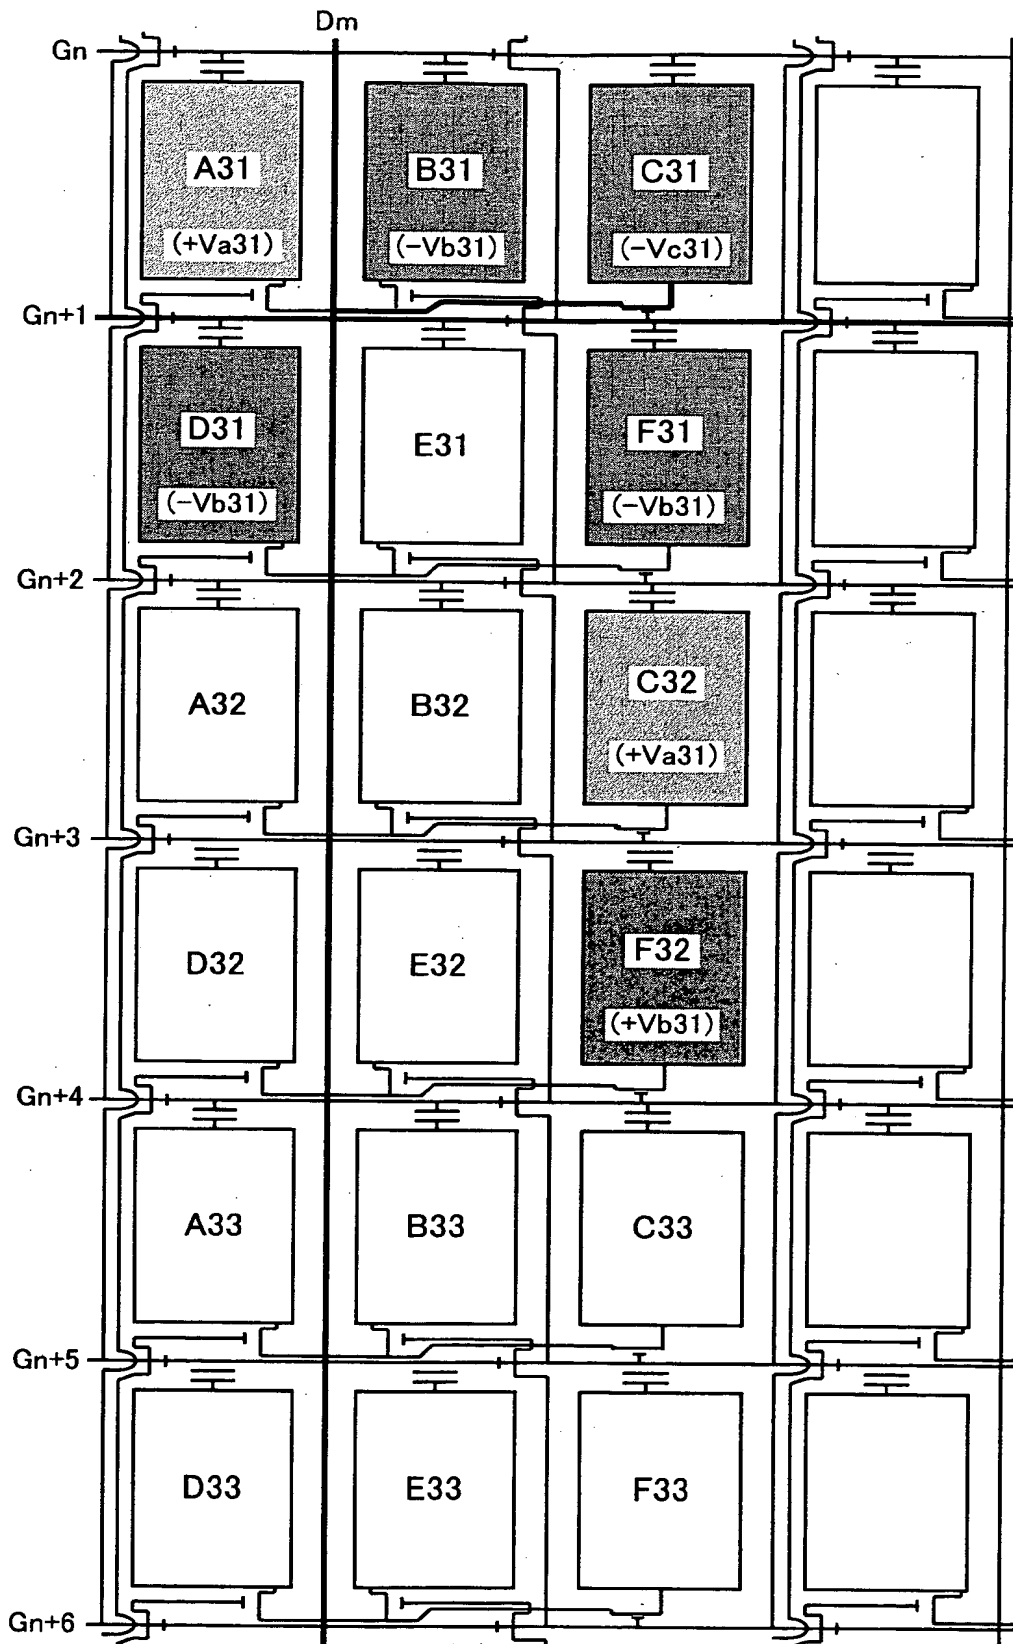 Dm
Gn
A31 B31 C31
(+Va31) (-Vb31) (-Vc31)
Gn+1
D31 E31 F31
(-Vb31) (-Vb31)
Gn+2
A32 B32 C32
(+Va31)
Gn+3
D32 E32 F32
(+Vb31)
Gn+4
A33 B33 C33
Gn+5
D33 E33 F33
Gn+6